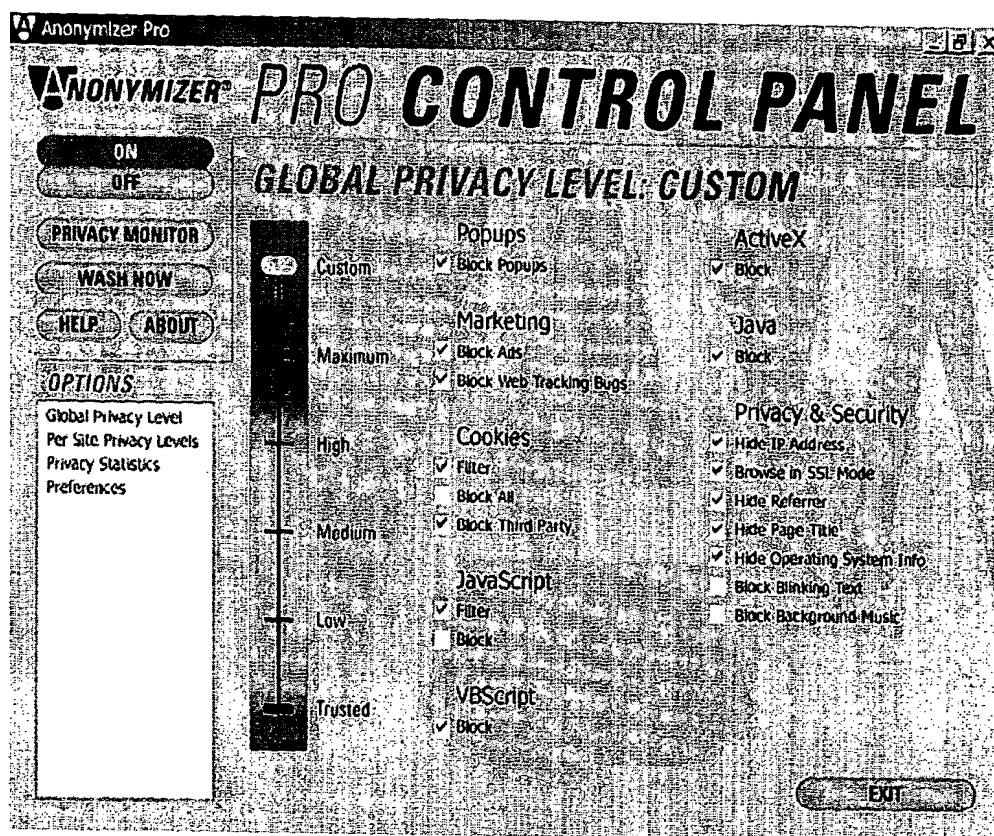 Anonymizer Pro
ANONYMIZER® PRO CONTROL PANEL
ON
OFF
PRIVACY MONITOR
WASH NOW
HELP ABOUT
OPTIONS
Global Privacy Level
Per Site Privacy Levels
Privacy Statistics
Preferences
GLOBAL PRIVACY LEVEL: CUSTOM
Custom
Maximum
High
Medium
Low
Trusted
Popups
Block Popups
Marketing
Block Ads
Block Web Tracking Bugs
Cookies
Filter
Block All
Block Third Party
JavaScript
Filter
Block
VBScript
Block
ActiveX
Block
Java
Block
Privacy & Security
Hide IP Address
Browse in SSL Mode
Hide Referrer
Hide Page Title
Hide Operating System Info
Block Blinking Text
Block Background Music
EXIT